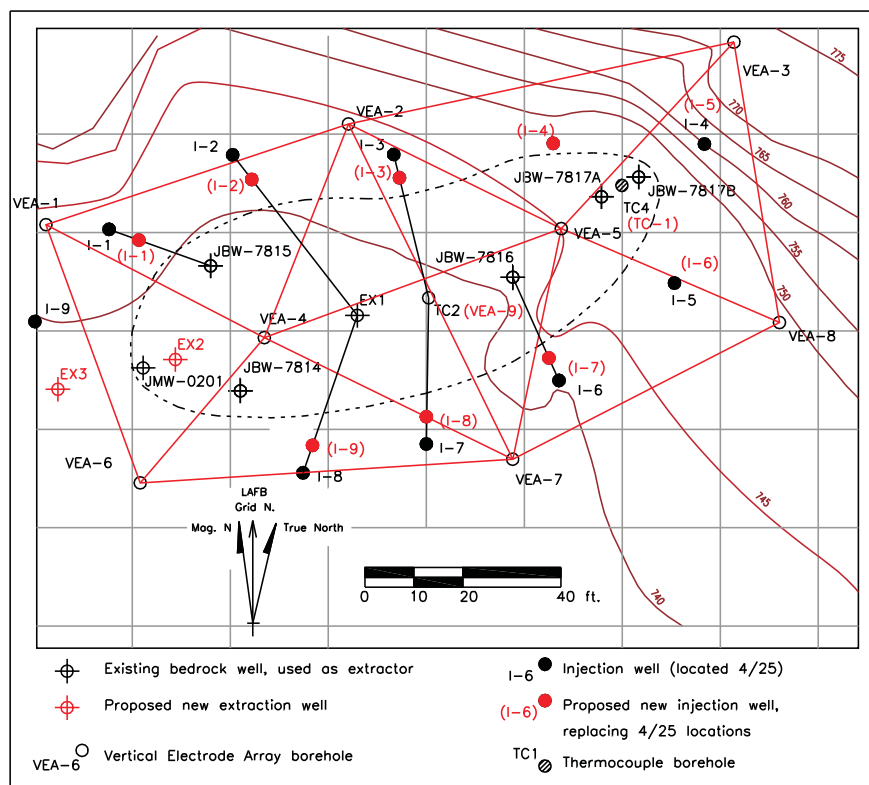 775
VEA-3
770
(I-5)
I-4
765
VEA-2
I-2
I-3
(I-4)
(I-2)
(I-3)
JBW-7817A
JBW-7817B
TC4
(TC-1)
760
VEA-1
I-1
(I-1)
JBW-7815
VEA-5
755
JBW-7816
(I-6)
I-5
750
I-9
EX1
TC2
(VEA-9)
VEA-4
VEA-8
EX2
EX3
JMW-0201
JBW-7814
(I-7)
I-6
(I-8)
(I-9)
I-7
VEA-6
I-8
VEA-7
745
LAFB
Grid N.
Mag. N
True North
740
0 10 20 40 ft.
Existing bedrock well, used as extractor
I-6
Injection well (located 4/25)
Proposed new extraction well
(I-6)
Proposed new injection well,
replacing 4/25 locations
VEA-6
Vertical Electrode Array borehole
TC1
Thermocouple borehole